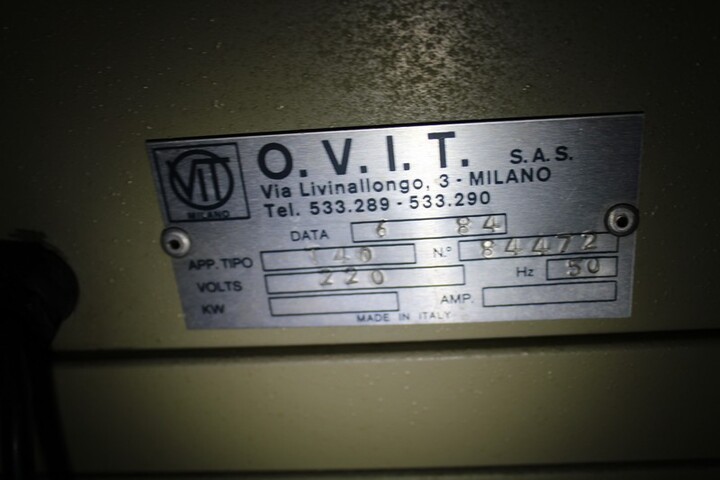 VIT
MILANO
O. V. I. T. S.A.S.
Via Livinallongo, 3 - MILANO
Tel. 533.289 - 533.290
DATA 6 84
APP. TIPO 140 N.° 84472
VOLTS 220 Hz 50
KW AMP.
MADE IN ITALY